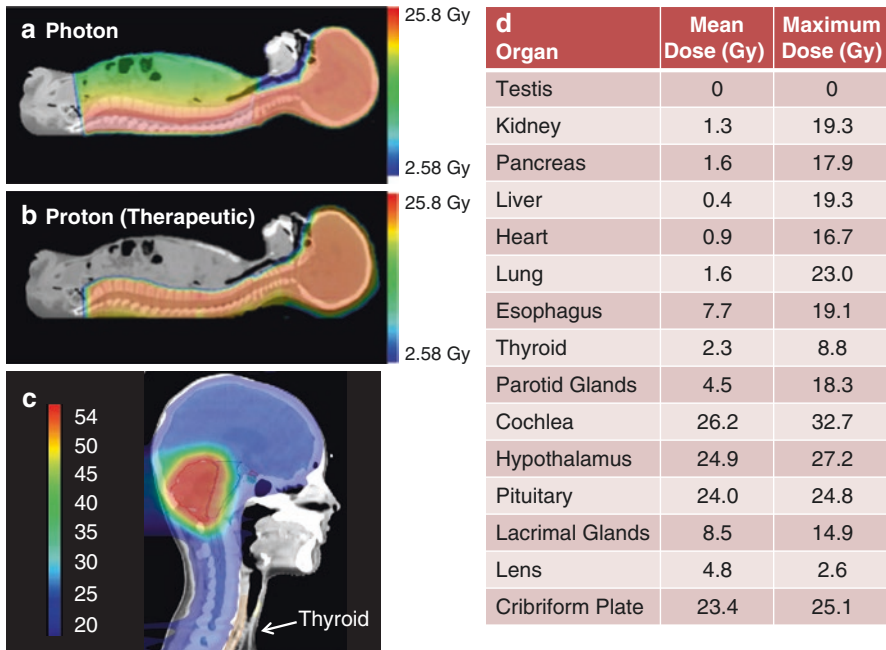 a Photon
25.8 Gy
2.58 Gy
b Proton (Therapeutic)
25.8 Gy
2.58 Gy
c
54
50
45
40
35
30
25
20
Thyroid
d
Organ Mean Dose (Gy) Maximum Dose (Gy)
Testis 0 0
Kidney 1.3 19.3
Pancreas 1.6 17.9
Liver 0.4 19.3
Heart 0.9 16.7
Lung 1.6 23.0
Esophagus 7.7 19.1
Thyroid 2.3 8.8
Parotid Glands 4.5 18.3
Cochlea 26.2 32.7
Hypothalamus 24.9 27.2
Pituitary 24.0 24.8
Lacrimal Glands 8.5 14.9
Lens 4.8 2.6
Cribriform Plate 23.4 25.1